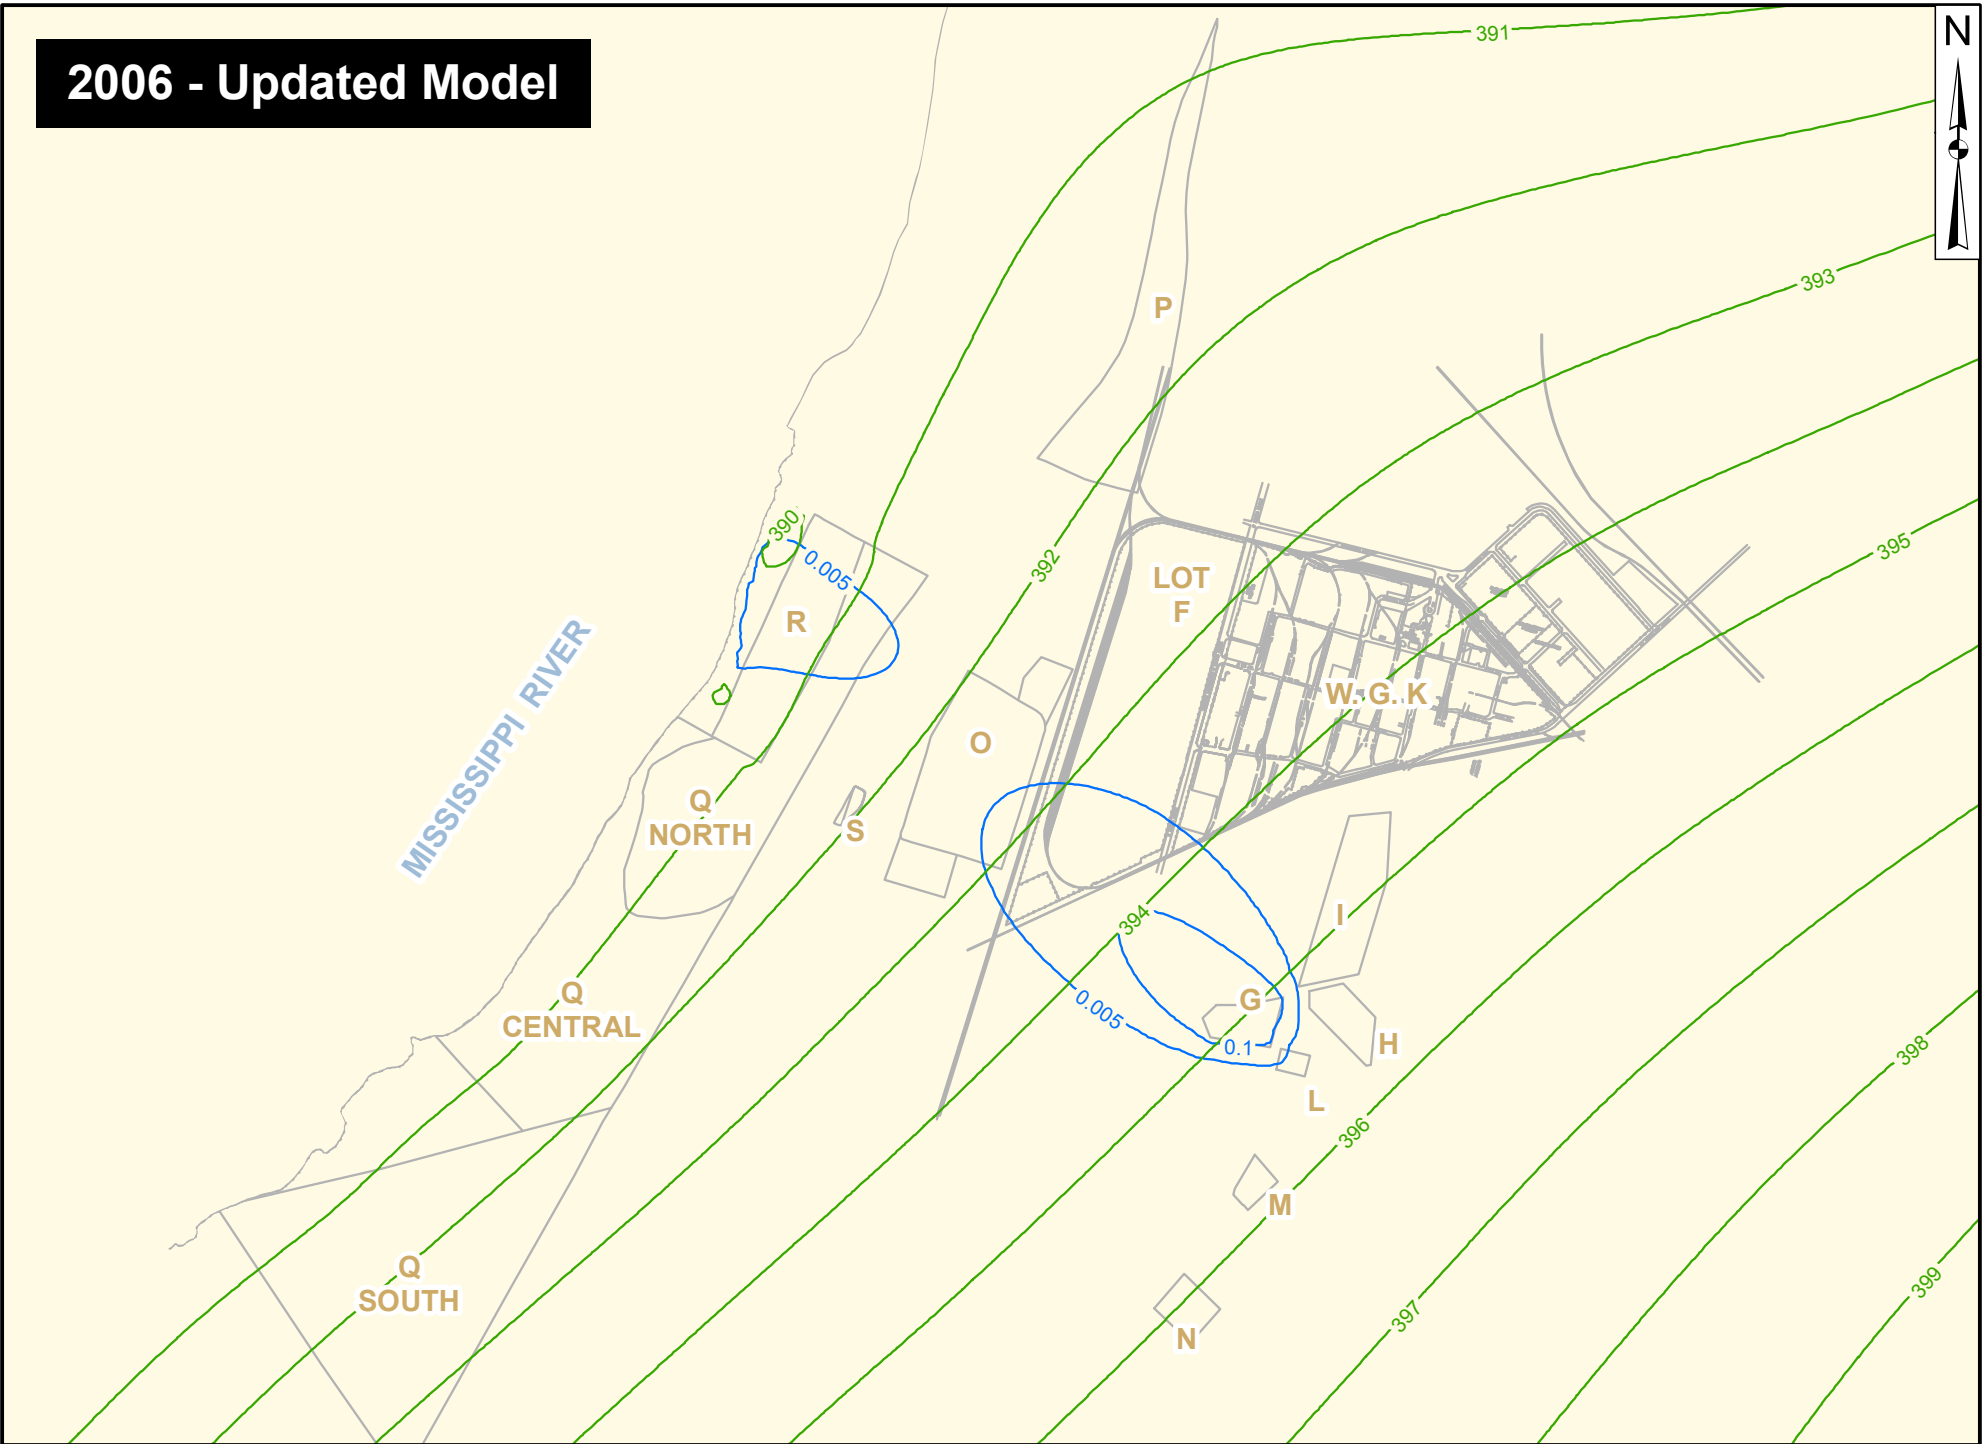 2006 - Updated Model
N
391
393
P
390
0.005
392
395
LOT
F
R
W. G. K
MISSISSIPPI RIVER
O
Q
NORTH
S
394
I
Q
CENTRAL
G
0.005
0.1
H
398
L
396
M
Q
SOUTH
399
397
N